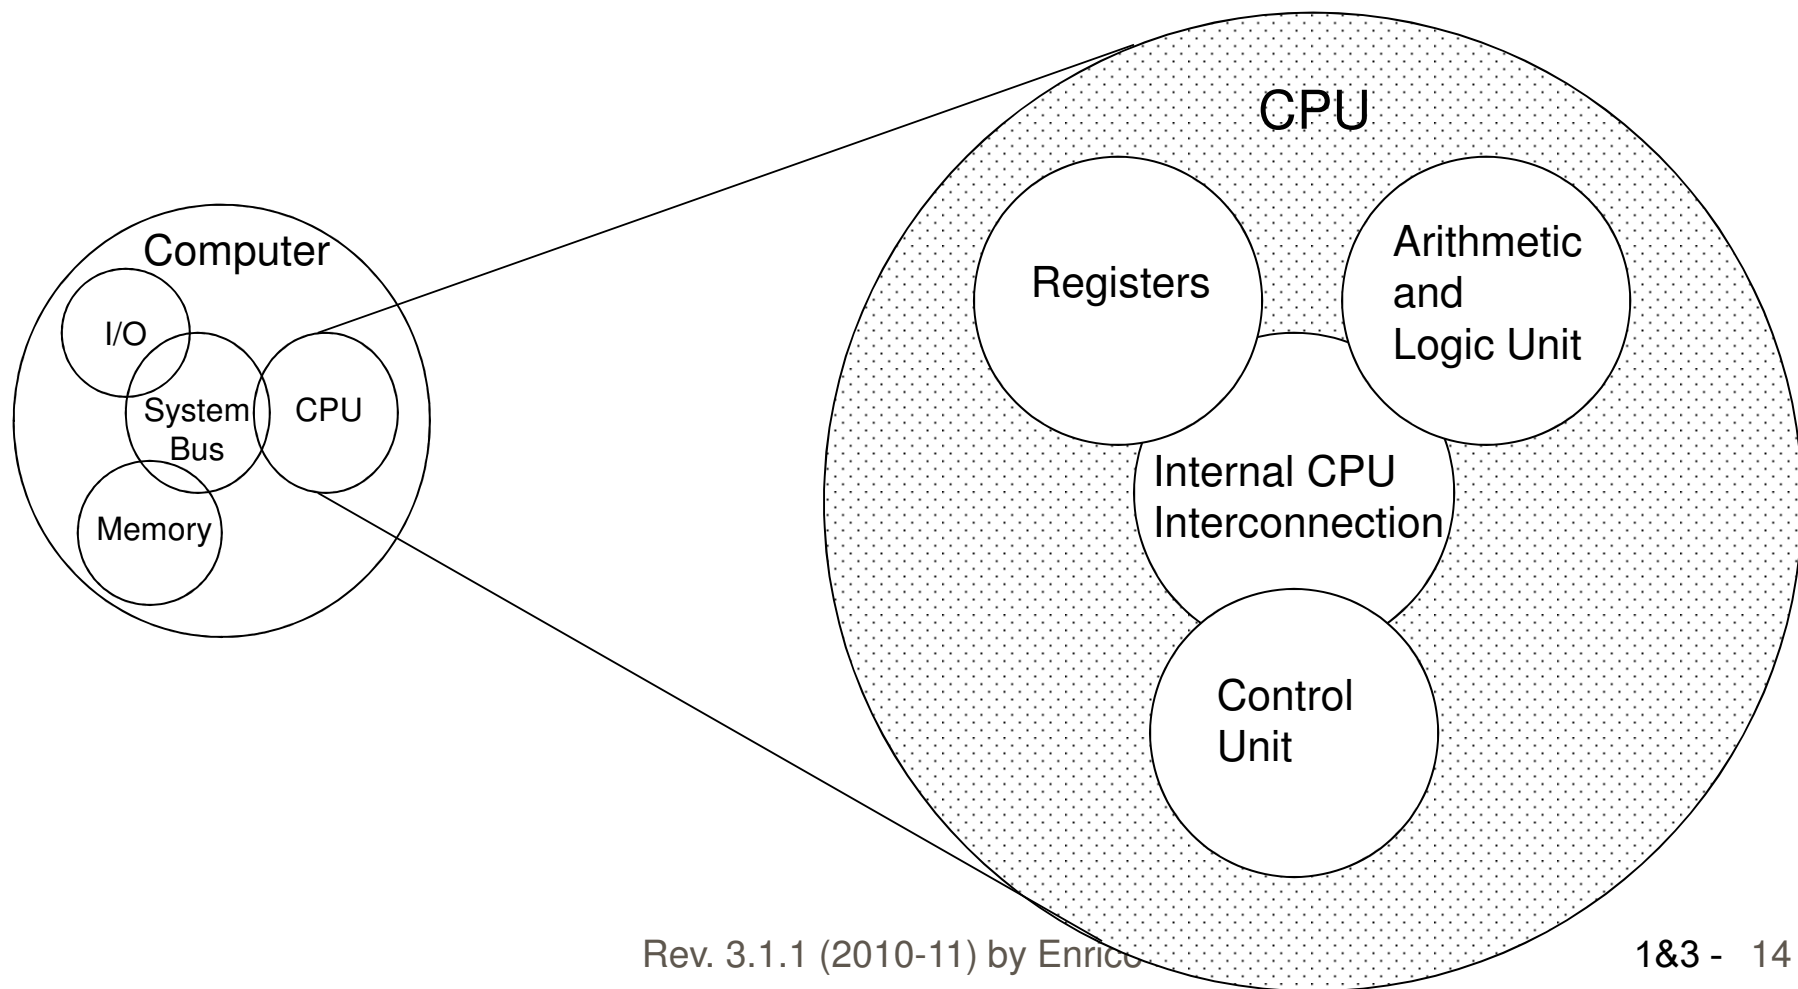 Computer
I/O
System
Bus
CPU
Memory
CPU
Registers
Arithmetic
and
Logic Unit
Internal CPU
Interconnection
Control
Unit
Rev. 3.1.1 (2010-11) by Enrico
1&3 - 14